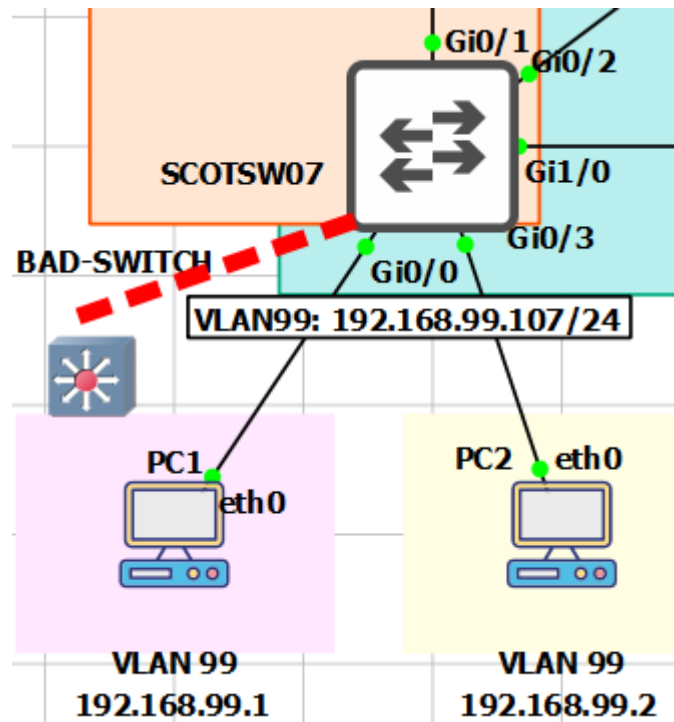 Gi0/1
Gi0/2
SCOTSW07
Gi1/0
Gi0/3
BAD-SWITCH
Gi0/0
VLAN99: 192.168.99.107/24
PC1
eth0
PC2
eth0
VLAN 99
192.168.99.1
VLAN 99
192.168.99.2